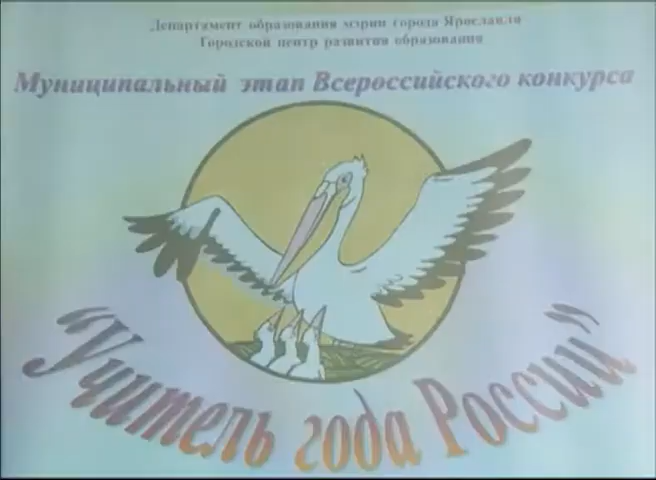 Департамент образования мэрии города Ярославля
Городской центр развития образования
Муниципальный этап Всероссийского конкурса
"Учитель года России"